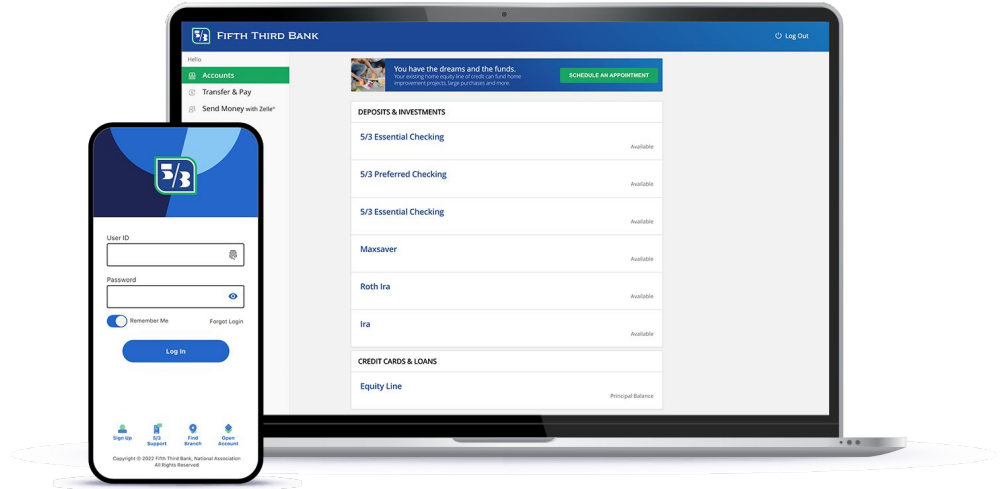 5/3 FIFTH THIRD BANK
Log Out
Hello
Accounts
Transfer & Pay
Send Money with Zelle®
You have the dreams and the funds.
Your existing home equity line of credit can fund home
improvement projects, large purchases and more.
SCHEDULE AN APPOINTMENT
DEPOSITS & INVESTMENTS
5/3 Essential Checking
Available
5/3 Preferred Checking
Available
5/3 Essential Checking
Available
Maxsaver
Available
Roth Ira
Available
Ira
Available
CREDIT CARDS & LOANS
Equity Line
Principal Balance
5/3
User ID
Password
Remember Me
Forgot Login
Log In
Sign Up
5/3 Support
Find Branch
Open Account
Copyright © 2022 Fifth Third Bank, National Association
All Rights Reserved